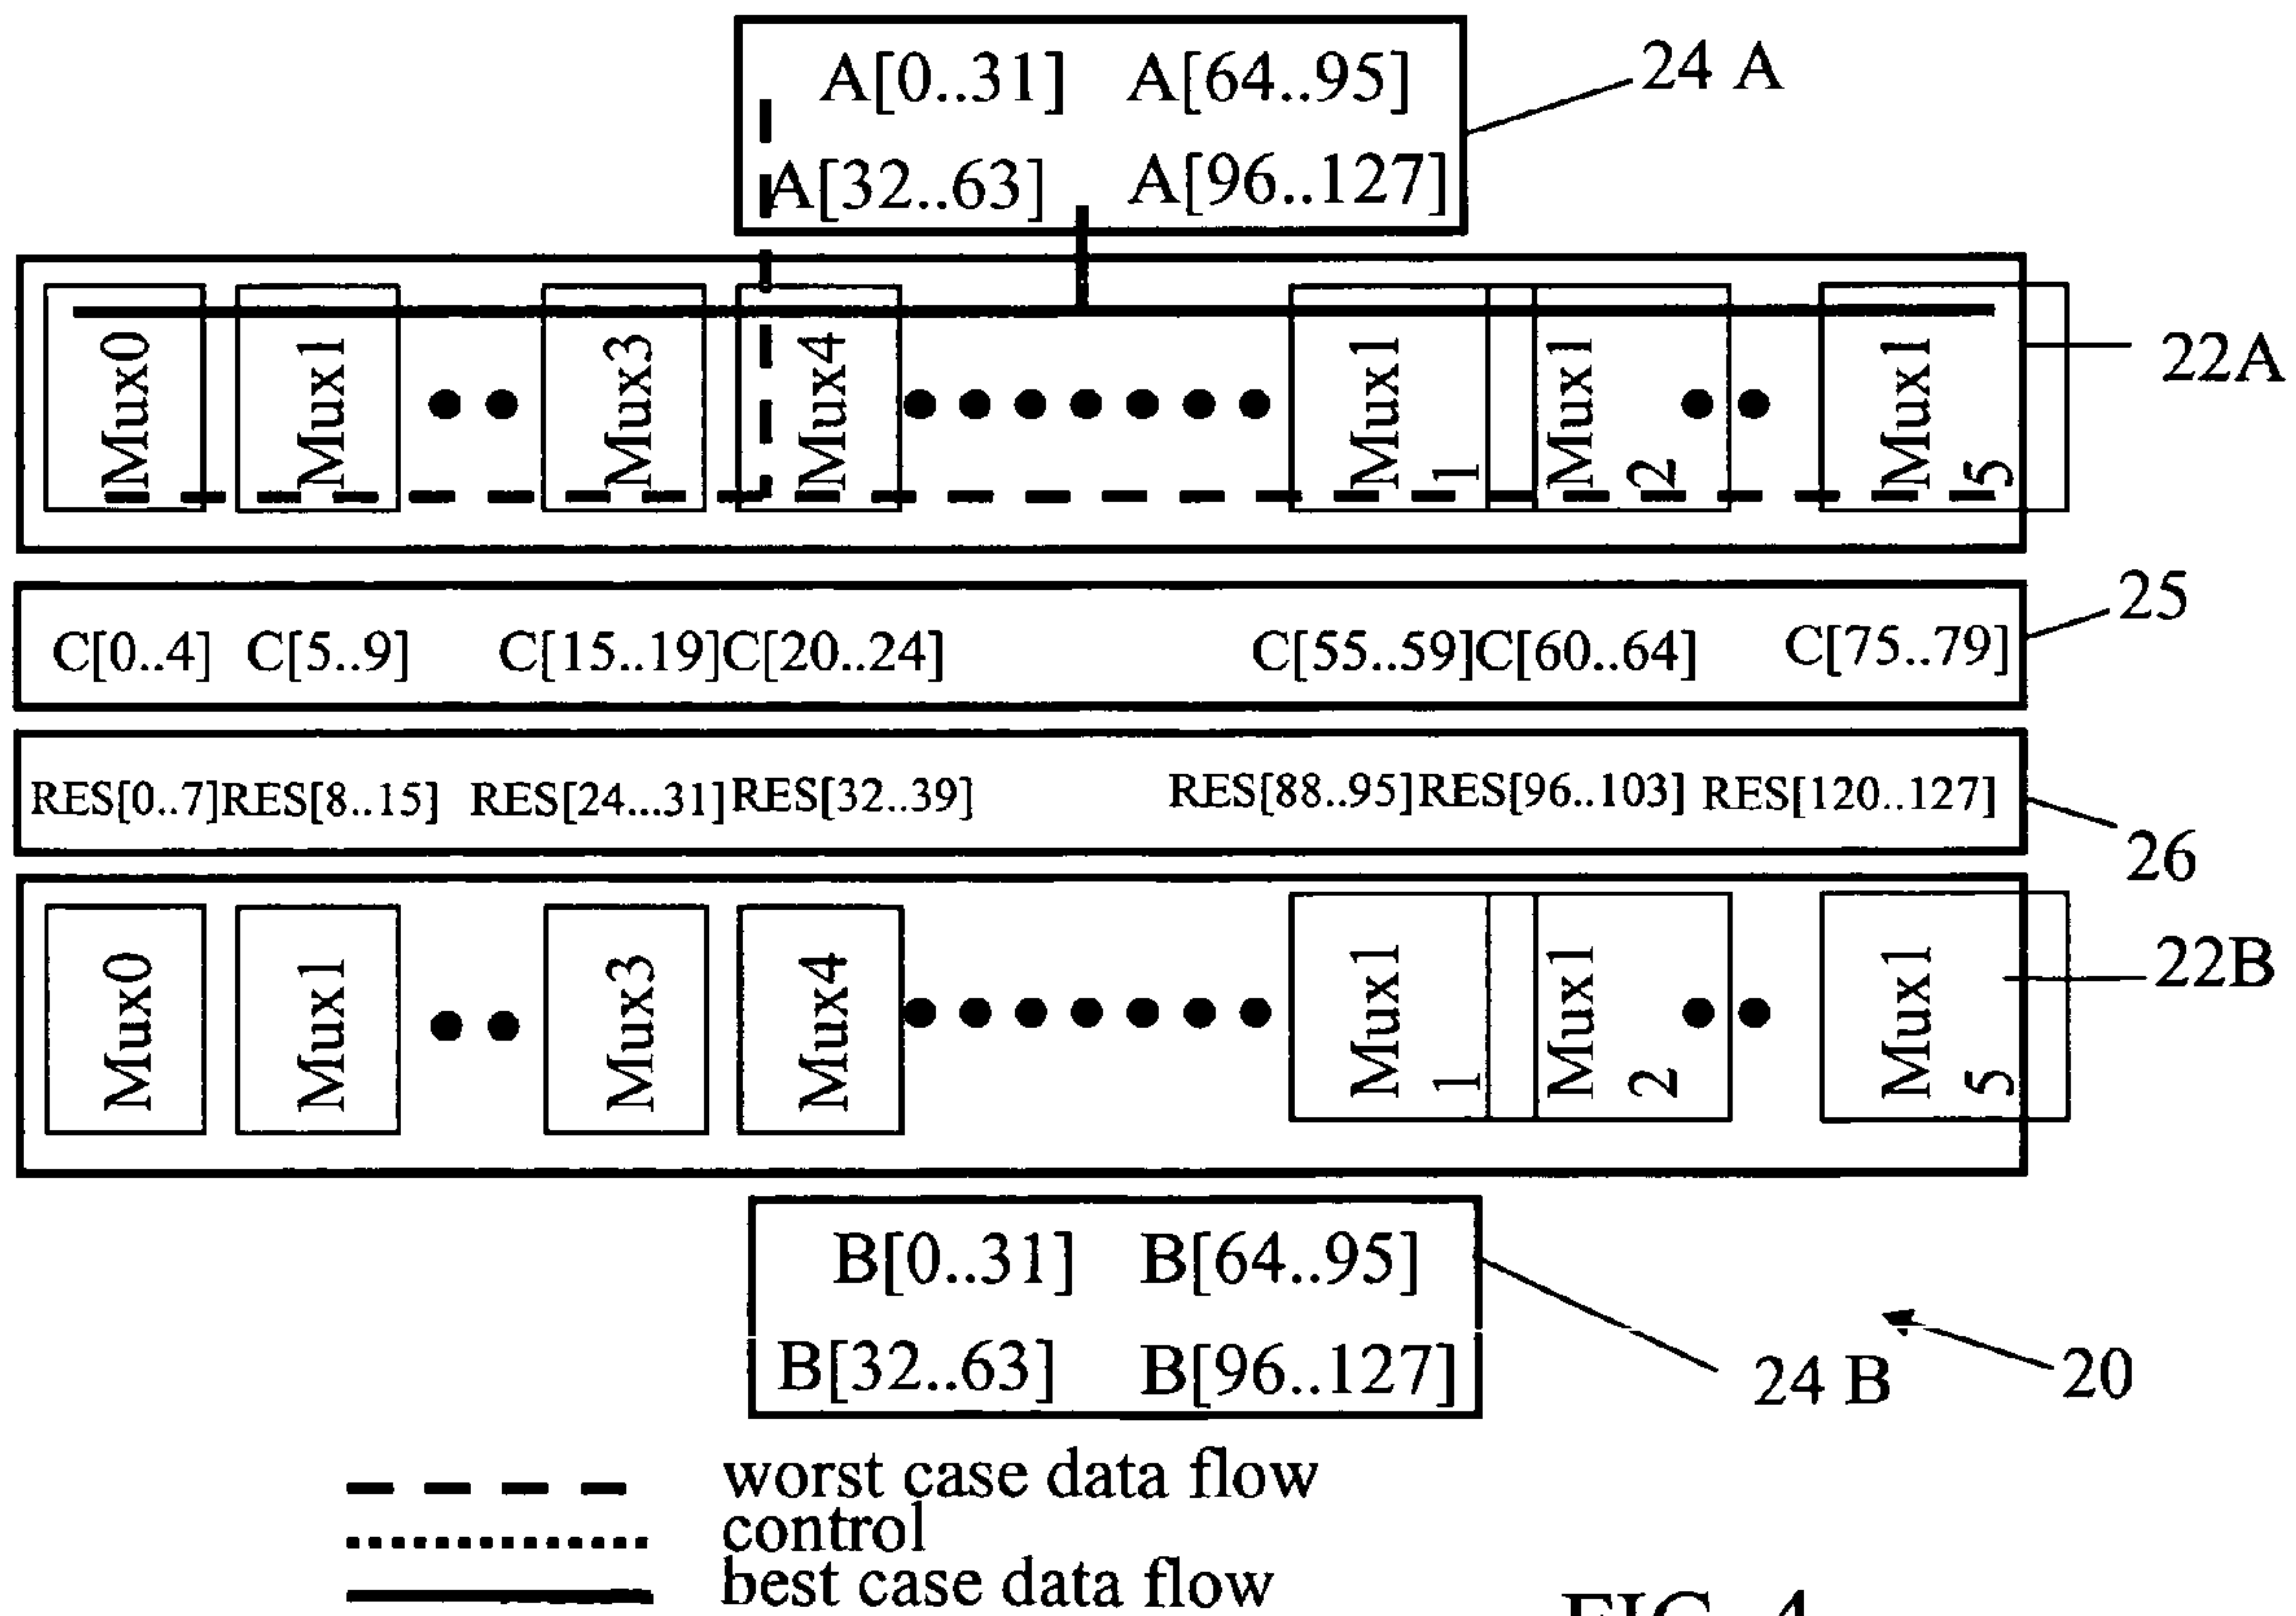 A[0..31] A[64..95]
24 A
A[32..63] A[96..127]
Mux0 Mux1 Mux3 Mux4 Mux1 1 Mux1 2 Mux1 5
22A
C[0..4] C[5..9] C[15..19] C[20..24] C[55..59] C[60..64] C[75..79]
25
RES[0..7] RES[8..15] RES[24...31] RES[32..39] RES[88..95] RES[96..103] RES[120..127]
26
Mux0 Mux1 Mux3 Mux4 Mux1 1 Mux1 2 Mux1 5
22B
B[0..31] B[64..95]
B[32..63] B[96..127]
24 B
20
worst case data flow
control
best case data flow
FIG. 4